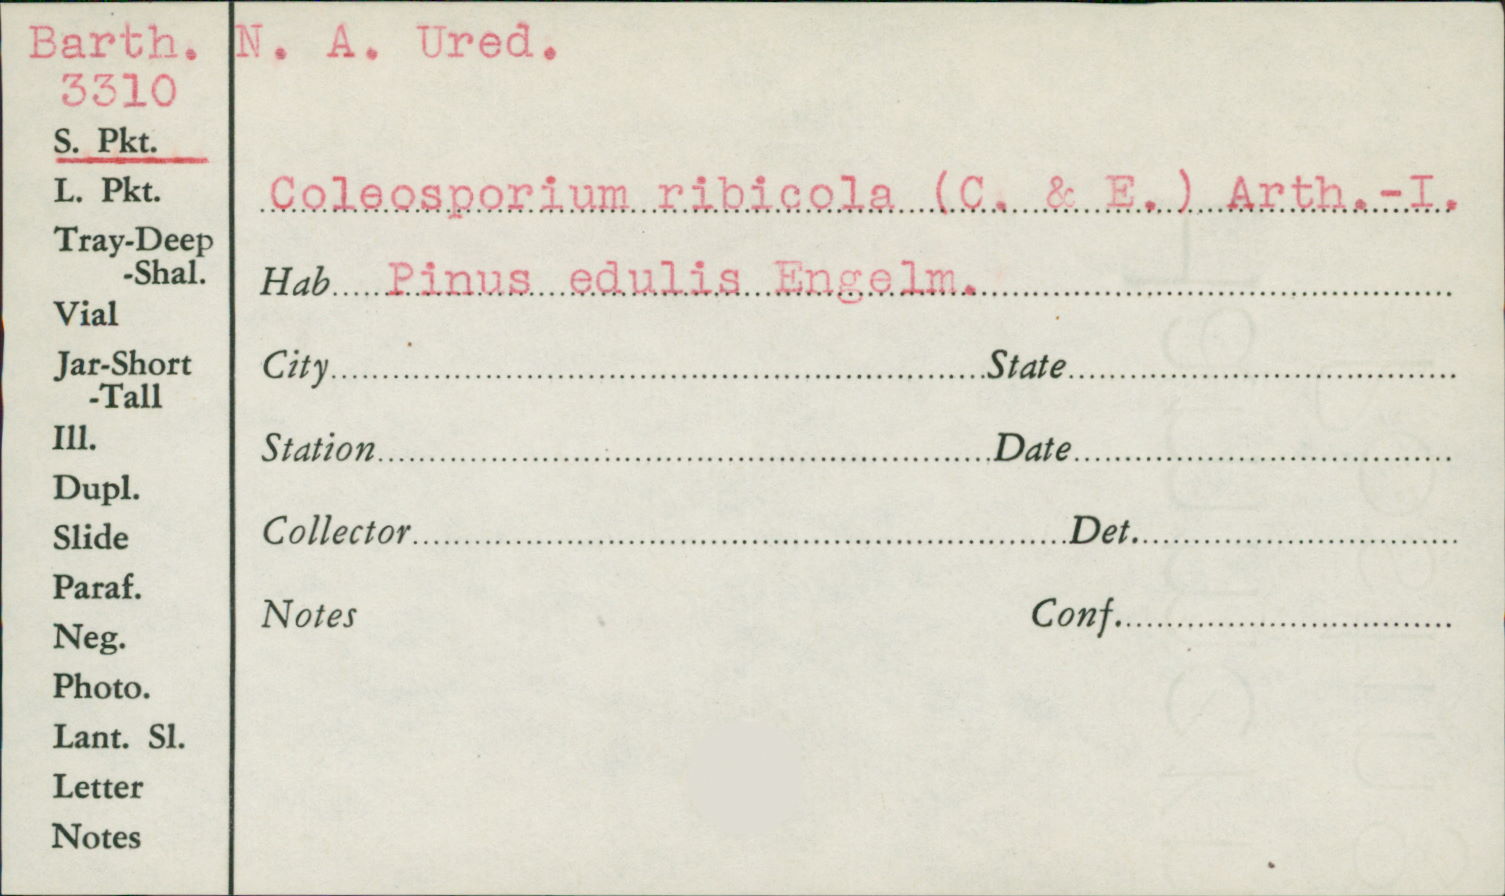 Barth. N. A. Ured.
3310
S. Pkt.
L. Pkt.
Tray-Deep
-Shal.
Vial
Jar-Short
-Tall
Ill.
Dupl.
Slide
Paraf.
Neg.
Photo.
Lant. Sl.
Letter
Notes
Coleosporium ribicola (C. & E.) Arth.-I.
Hab Pinus edulis Engelm.
City State
Station Date
Collector Det.
Notes Conf.